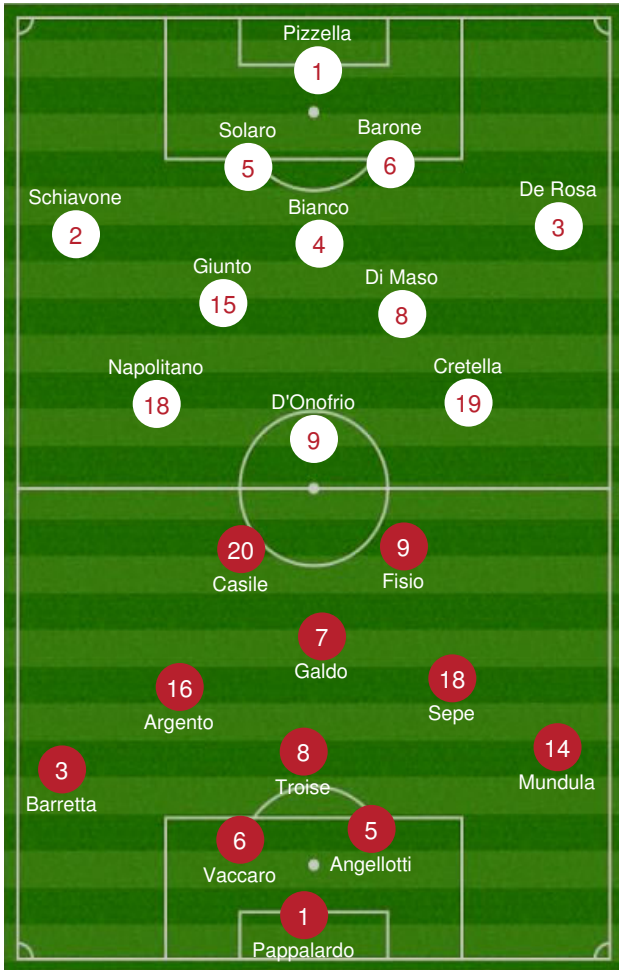 Pizzella
1
Solaro
Barone
5
6
Schiavone
De Rosa
2
3
Bianco
4
Giunto
Di Maso
15
8
Napolitano
Cretella
18
19
D'Onofrio
9
20
9
Casile
Fisio
7
Galdo
16
18
Argento
Sepe
8
14
Troise
Mundula
3
Barretta
6
5
Vaccaro
Angellotti
1
Pappalardo